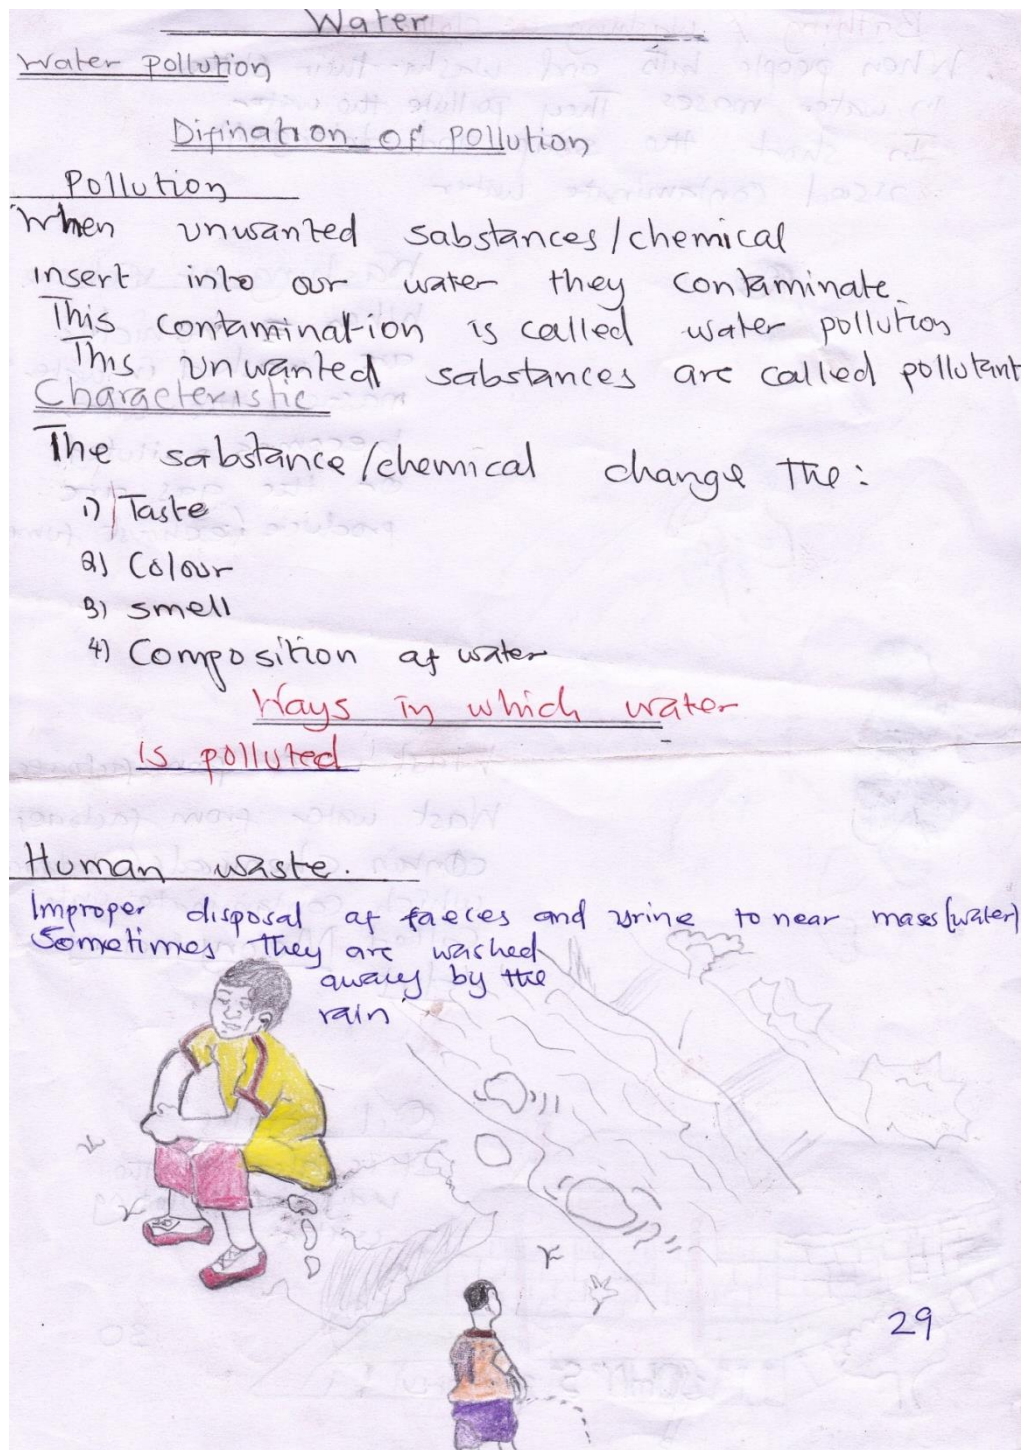 Water
Water pollution
Difination of pollution
Pollution
When unwanted sabstances/chemical
insert into our water they contaminate.
This contamination is called water pollution
This unwanted sabstances are called pollutant
Characteristic
The sabstance/chemical change the:
1) Taste
2) Colour
3) smell
4) Composition of water
Ways in which water
is polluted
Human waste.
Improper disposal of faeces and urine to near mass(water)
Sometimes they are washed
away by the
rain
29